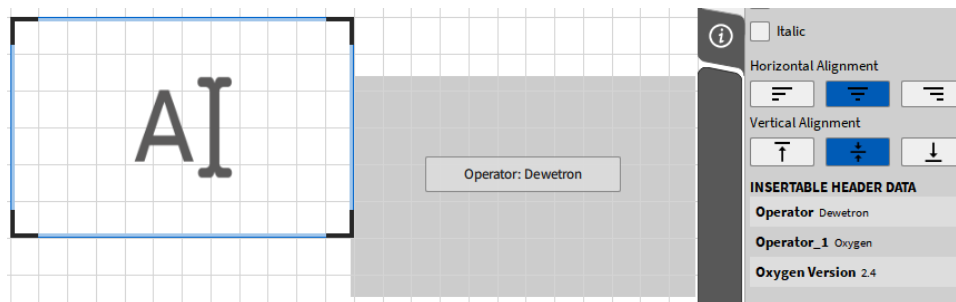 AI
Operator: Dewetron
Italic
Horizontal Alignment
Vertical Alignment
INSERTABLE HEADER DATA
Operator Dewetron
Operator_1 Oxygen
Oxygen Version 2.4